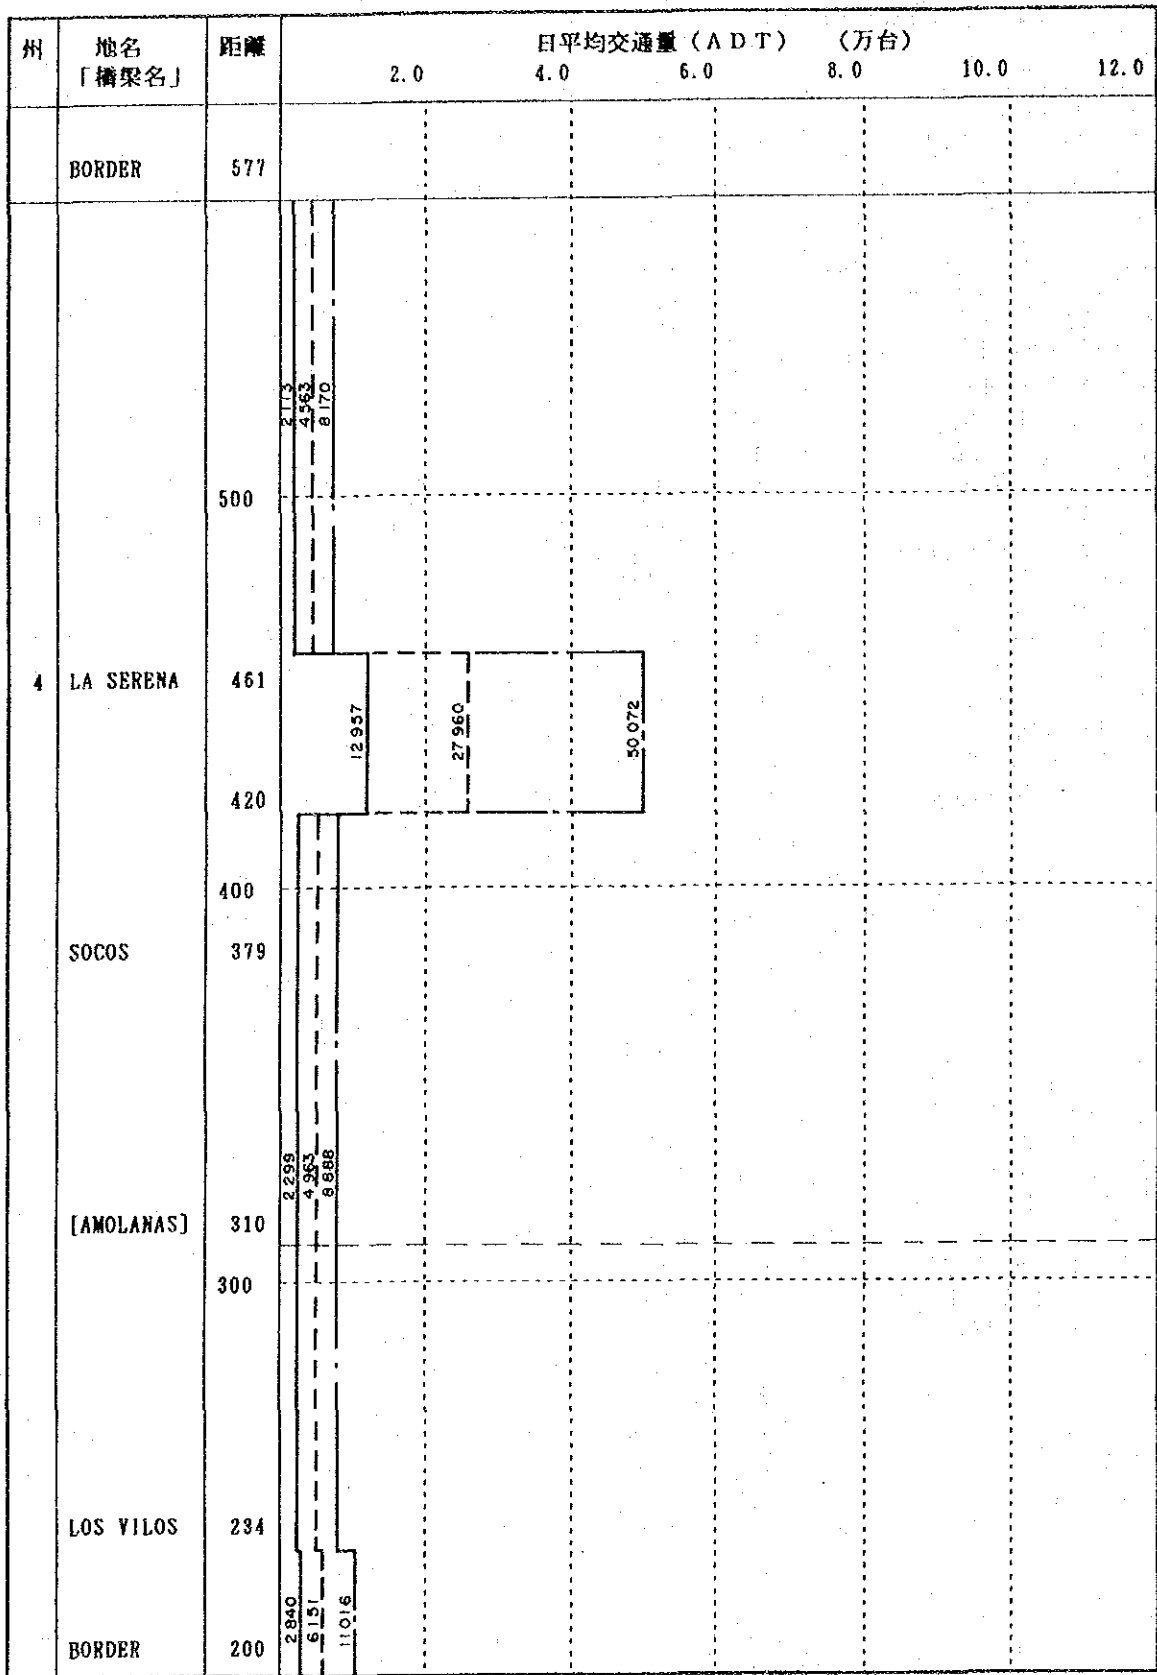 州 地名 距離 日平均交通量（ＡＤＴ） （万台）
「橋梁名」 2.0 4.0 6.0 8.0 10.0 12.0
BORDER 577
2113 4563 8170
500
4 LA SERENA 461
12957 27960 50072
420
400
SOCOS 379
2299 4963 8888
[AMOLANAS] 310
300
LOS VILOS 234
2840 6151 11016
BORDER 200